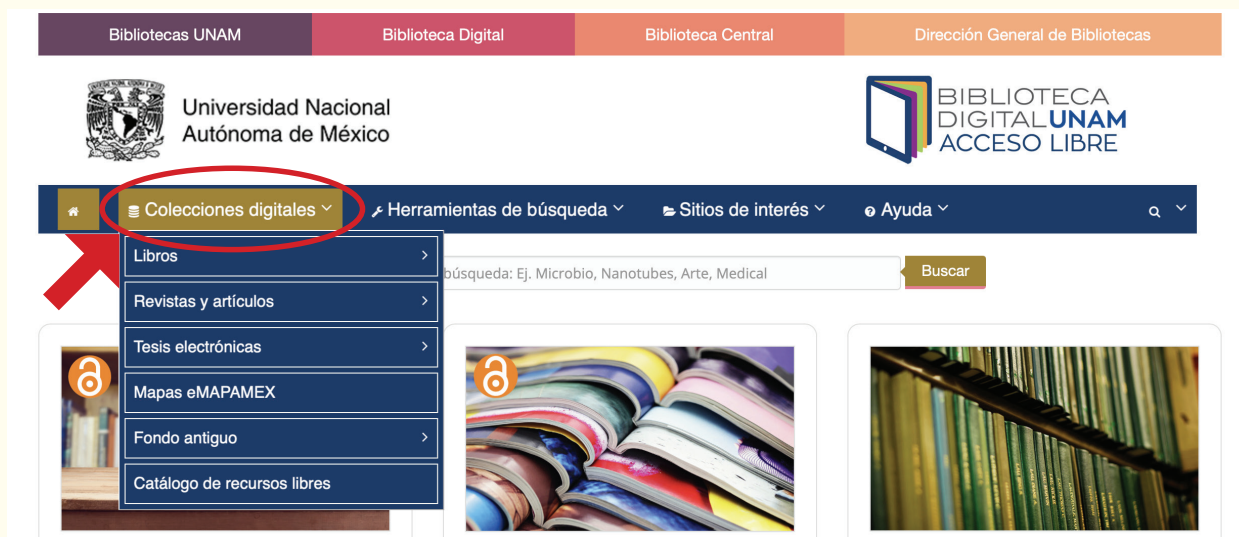 Bibliotecas UNAM
Biblioteca Digital
Biblioteca Central
Dirección General de Bibliotecas
Universidad Nacional
Autónoma de México
BIBLIOTECA
DIGITAL UNAM
ACCESO LIBRE
Colecciones digitales
Herramientas de búsqueda
Sitios de interés
Ayuda
Libros
Revistas y artículos
Tesis electrónicas
Mapas eMAPAMEX
Fondo antiguo
Catálogo de recursos libres
búsqueda: Ej. Microbio, Nanotubes, Arte, Medical
Buscar